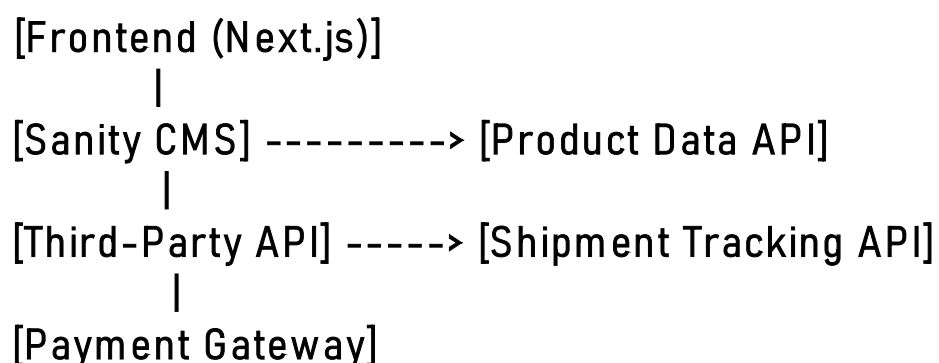 [Frontend (Next.js)]
|
[Sanity CMS] ---------> [Product Data API]
|
[Third-Party API] -----> [Shipment Tracking API]
|
[Payment Gateway]